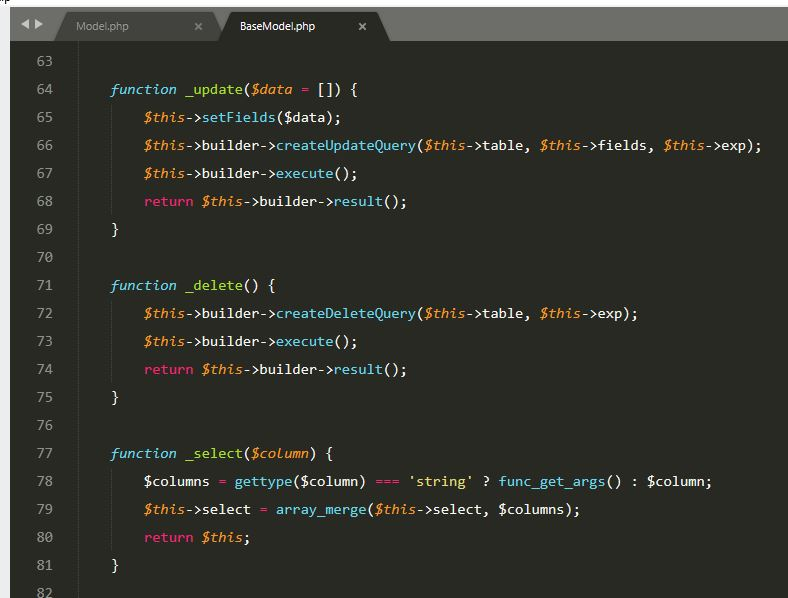 Model.php × BaseModel.php ×
63
64 function _update($data = []) {
65 $this->setFields($data);
66 $this->builder->createUpdateQuery($this->table, $this->fields, $this->exp);
67 $this->builder->execute();
68 return $this->builder->result();
69 }
70
71 function _delete() {
72 $this->builder->createDeleteQuery($this->table, $this->exp);
73 $this->builder->execute();
74 return $this->builder->result();
75 }
76
77 function _select($column) {
78 $columns = gettype($column) === 'string' ? func_get_args() : $column;
79 $this->select = array_merge($this->select, $columns);
80 return $this;
81 }
82